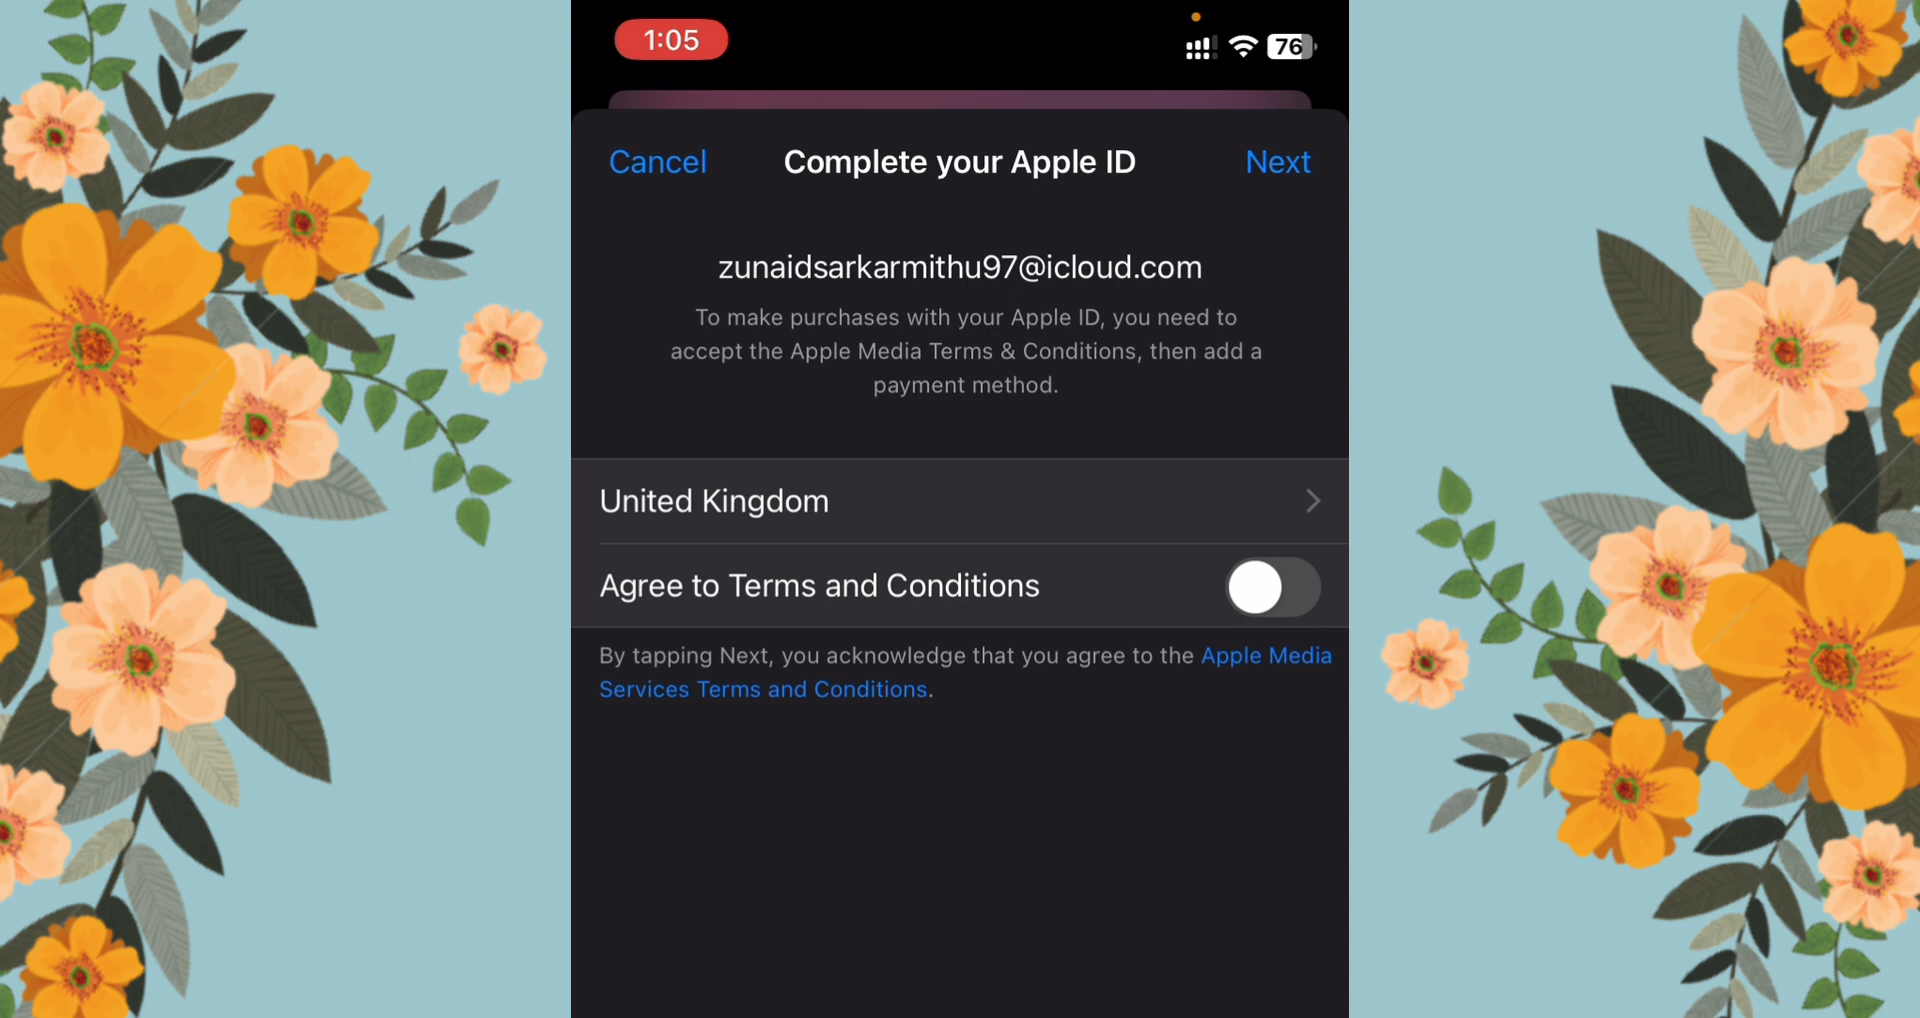 1:05
76
Cancel
Complete your Apple ID
Next
zunaidsarkarmithu97@icloud.com
To make purchases with your Apple ID, you need to
accept the Apple Media Terms & Conditions, then add a
payment method.
United Kingdom
Agree to Terms and Conditions
By tapping Next, you acknowledge that you agree to the Apple Media
Services Terms and Conditions.